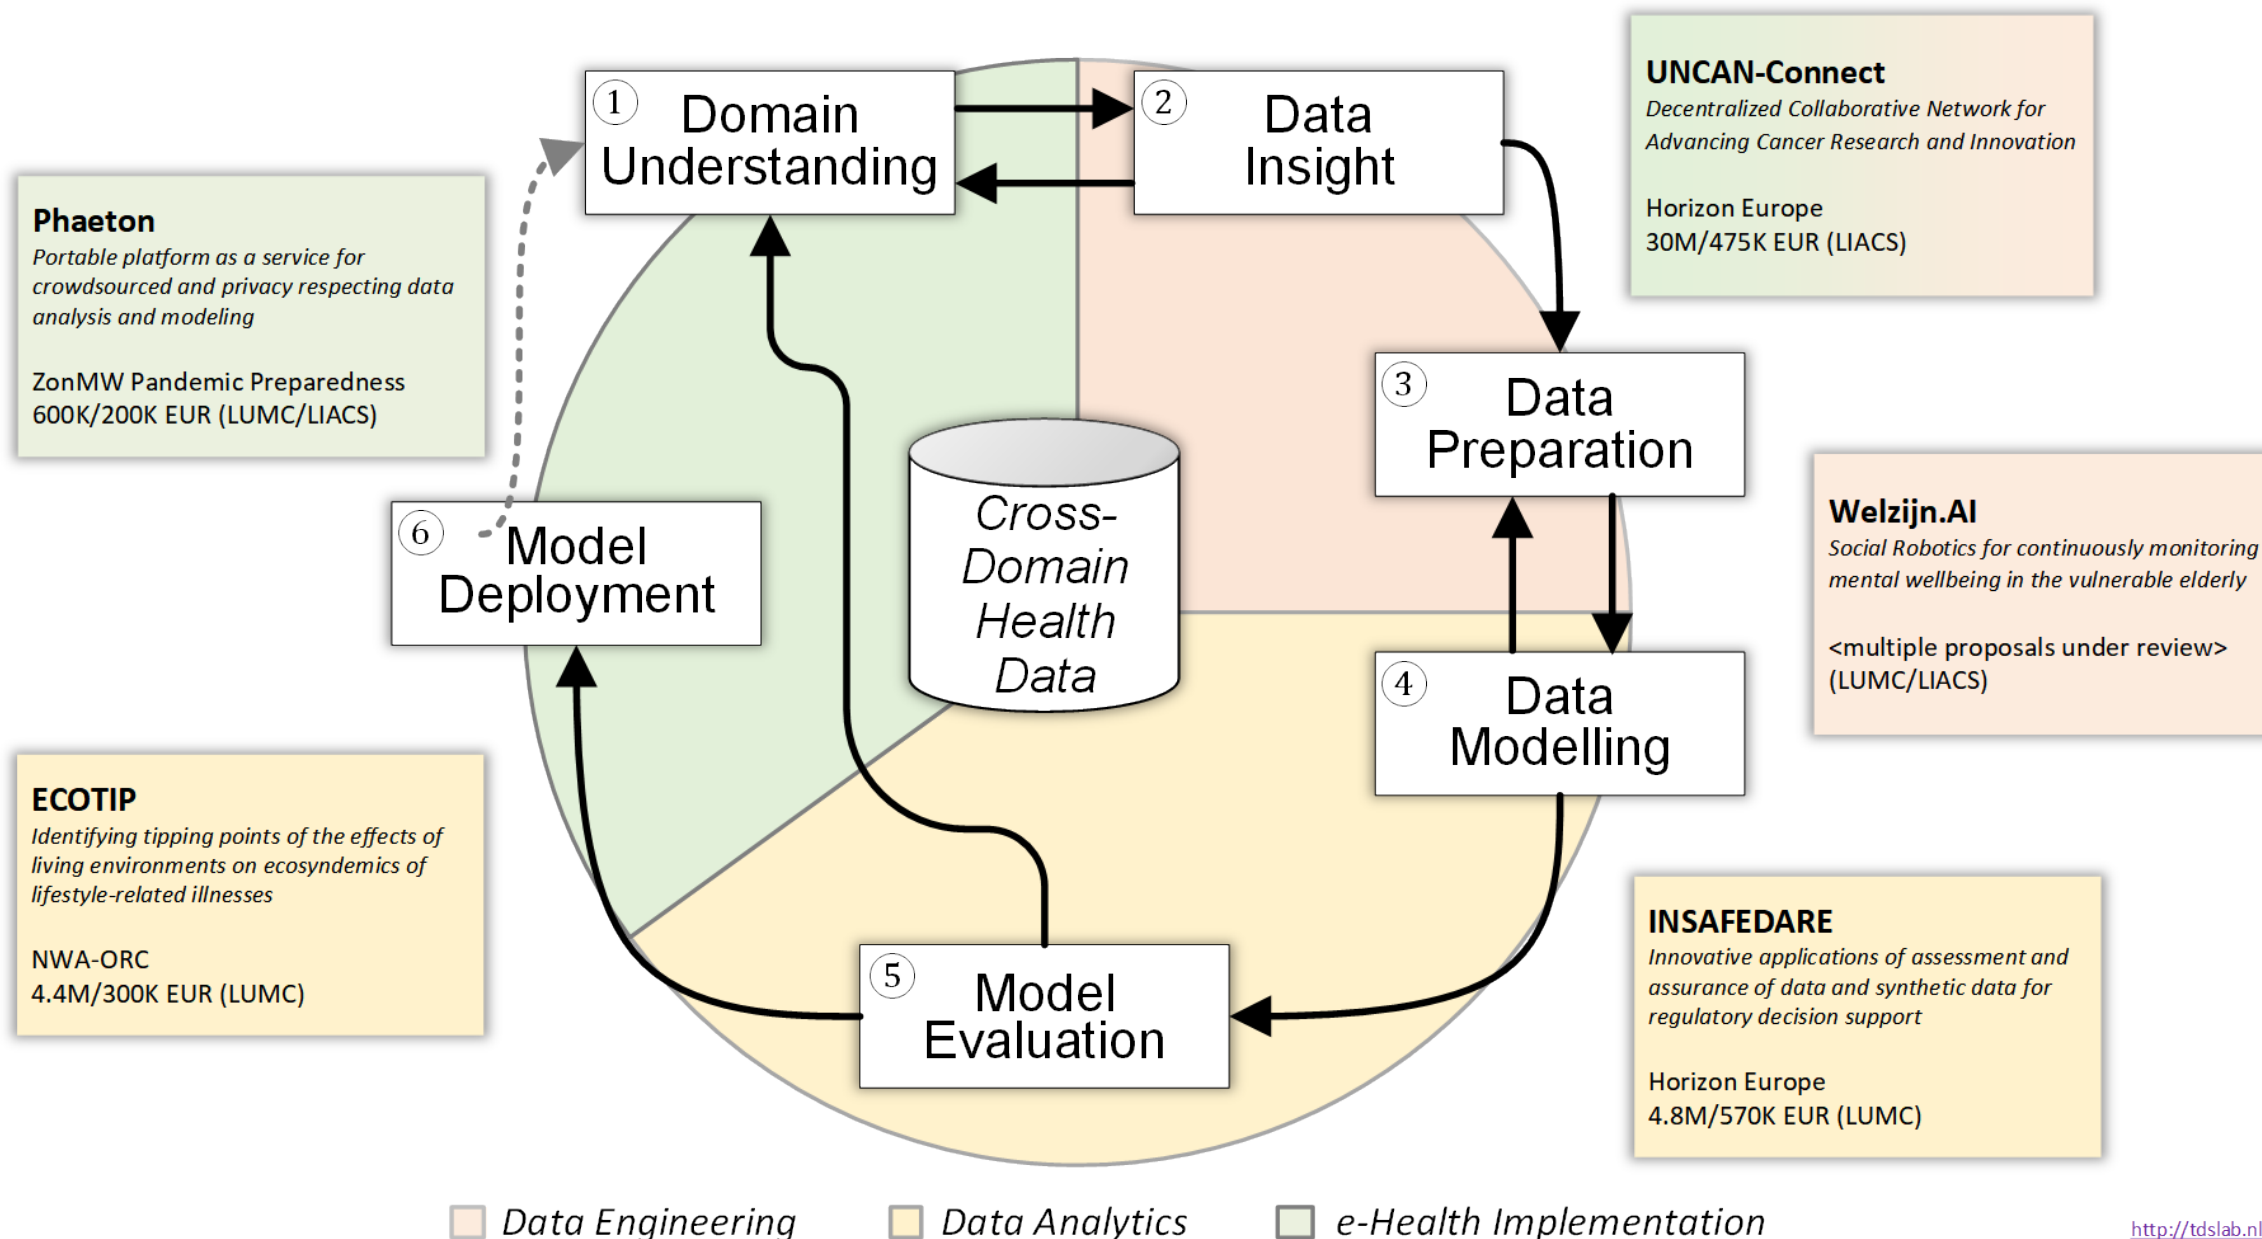 1
Domain
Understanding
2
Data
Insight
3
Data
Preparation
4
Data
Modelling
5
Model
Evaluation
6
Model
Deployment
Cross-
Domain
Health
Data
UNCAN-Connect
Decentralized Collaborative Network for
Advancing Cancer Research and Innovation
Horizon Europe
30M/475K EUR (LIACS)
Phaeton
Portable platform as a service for
crowdsourced and privacy respecting data
analysis and modeling
ZonMW Pandemic Preparedness
600K/200K EUR (LUMC/LIACS)
Welzijn.AI
Social Robotics for continuously monitoring
mental wellbeing in the vulnerable elderly
<multiple proposals under review>
(LUMC/LIACS)
ECOTIP
Identifying tipping points of the effects of
living environments on ecosyndemics of
lifestyle-related illnesses
NWA-ORC
4.4M/300K EUR (LUMC)
INSAFEDARE
Innovative applications of assessment and
assurance of data and synthetic data for
regulatory decision support
Horizon Europe
4.8M/570K EUR (LUMC)
Data Engineering
Data Analytics
e-Health Implementation
http://tdslab.nl